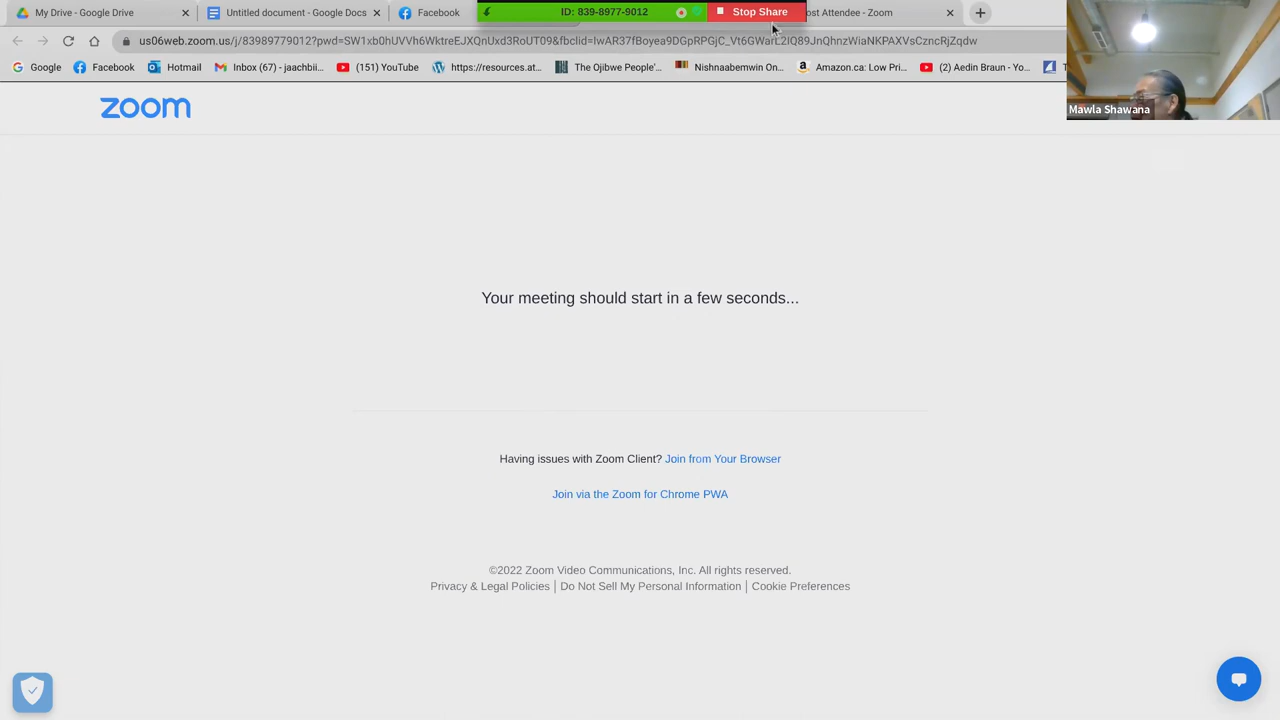 My Drive - Google Drive
Untitled document - Google Docs
Facebook
ID: 839-8977-9012
Stop Share
ost Attendee - Zoom
us06web.zoom.us/j/83989779012?
Google
Facebook
Hotmail
Inbox (67) - jaachbii...
(151) YouTube
https://resources.at...
The Ojibwe People'...
Nishnaabemwin On...
Amazon.ca: Low Pri...
(2) Aedin Braun - Yo...
Mawla Shawana
zoom
Your meeting should start in a few seconds...
Having issues with Zoom Client? Join from Your Browser
Join via the Zoom for Chrome PWA
©2022 Zoom Video Communications, Inc. All rights reserved.
Privacy & Legal Policies | Do Not Sell My Personal Information | Cookie Preferences